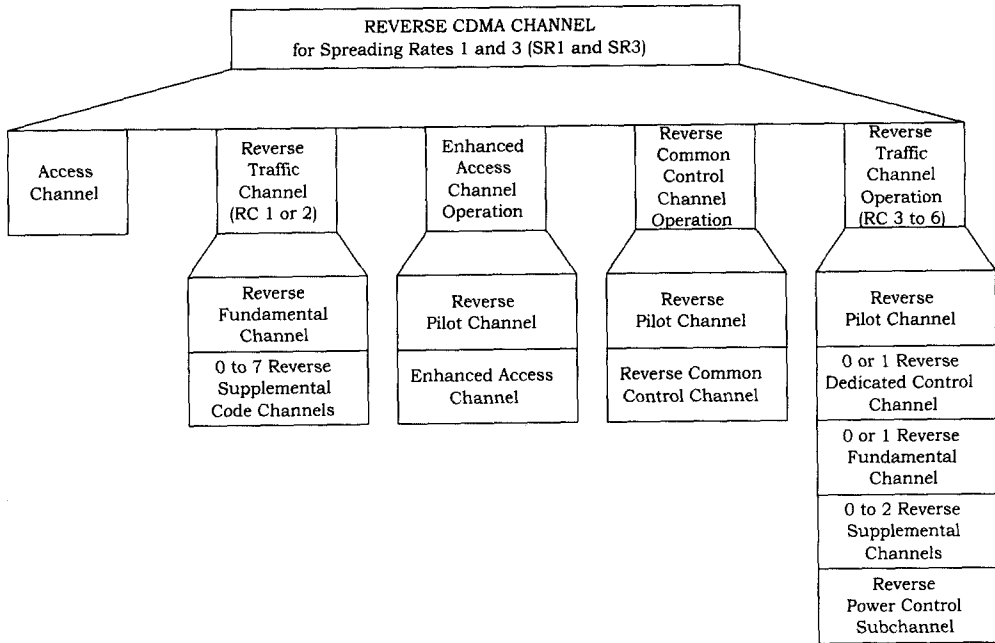 REVERSE CDMA CHANNEL
for Spreading Rates 1 and 3 (SR1 and SR3)
Access
Channel
Reverse
Traffic
Channel
(RC 1 or 2)
Enhanced
Access
Channel
Operation
Reverse
Common
Control
Channel
Operation
Reverse
Traffic
Channel
Operation
(RC 3 to 6)
Reverse
Fundamental
Channel
0 to 7 Reverse
Supplemental
Code Channels
Reverse
Pilot Channel
Enhanced Access
Channel
Reverse
Pilot Channel
Reverse Common
Control Channel
Reverse
Pilot Channel
0 or 1 Reverse
Dedicated Control
Channel
0 or 1 Reverse
Fundamental
Channel
0 to 2 Reverse
Supplemental
Channels
Reverse
Power Control
Subchannel